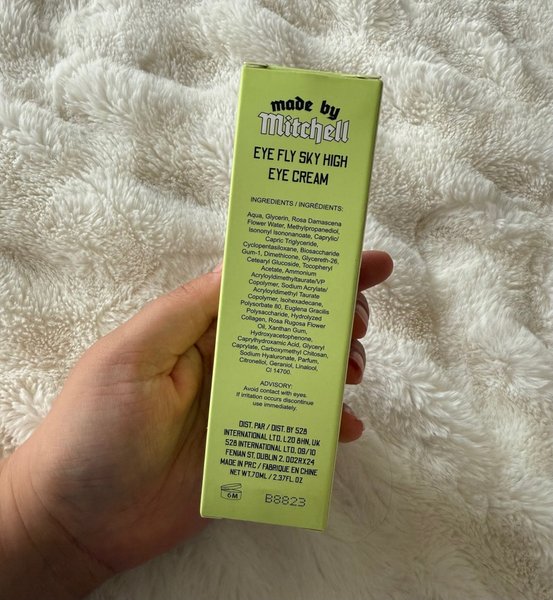 made by
Mitchell
EYE FLY SKY HIGH
EYE CREAM
INGREDIENTS / INGRÉDIENTS:
Aqua, Glycerin, Rosa Damascena
Flower Water, Methylpropanediol,
Isononyl Isononanoate, Caprylic/
Capric Triglyceride,
Cyclopentasiloxane, Biosaccharide
Gum-1, Dimethicone, Glycereth-26,
Cetearyl Glucoside, Tocopheryl
Acetate, Ammonium
Acryloyldimethyltaurate/VP
Copolymer, Sodium Acrylate/
Acryloyldimethyl Taurate
Copolymer, Isohexadecane,
Polysorbate 80, Euglena Gracilis
Polysaccharide, Hydrolyzed
Collagen, Rosa Rugosa Flower
Oil, Xanthan Gum,
Hydroxyacetophenone,
Caprylhydroxamic Acid, Glyceryl
Caprylate, Carboxymethyl Chitosan,
Sodium Hyaluronate, Parfum,
Citronellol, Geraniol, Linalool,
CI 14700.
ADVISORY:
Avoid contact with eyes.
If irritation occurs discontinue
use immediately.
DIST. PAR / DIST. BY 528
INTERNATIONAL LTD, L20 8HN, UK
528 INTERNATIONAL LTD, 09/10
FENIAN ST, DUBLIN 2, D02RX24
MADE IN PRC / FABRIQUE EN CHINE
NET WT.70ML / 2.37FL. OZ
6M
B8823